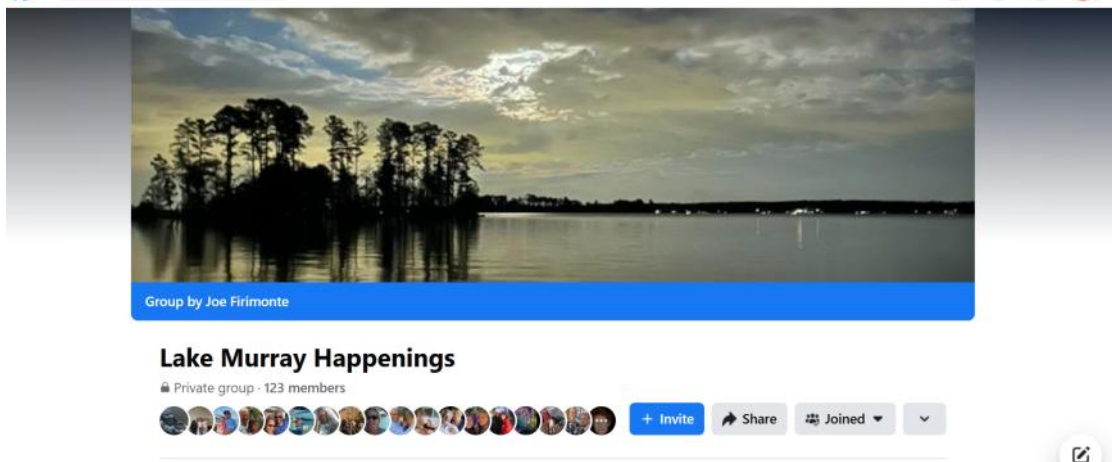 Group by Joe Firimonte
Lake Murray Happenings
Private group · 123 members
+ Invite
Share
Joined